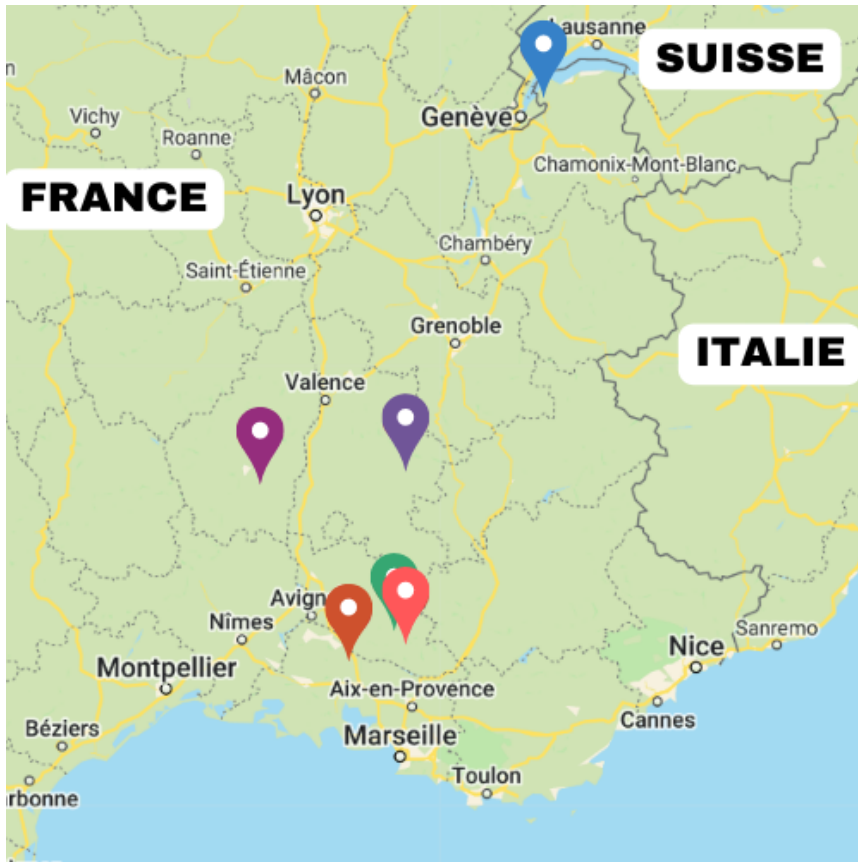 Lausanne
SUISSE
Mâcon
Genève
Vichy
Roanne
Chamonix-Mont-Blanc
FRANCE
Lyon
Chambéry
Saint-Étienne
Grenoble
ITALIE
Valence
Avign
Nîmes
Sanremo
Nice
Montpellier
Aix-en-Provence
Cannes
Béziers
Marseille
Toulon
rbonne